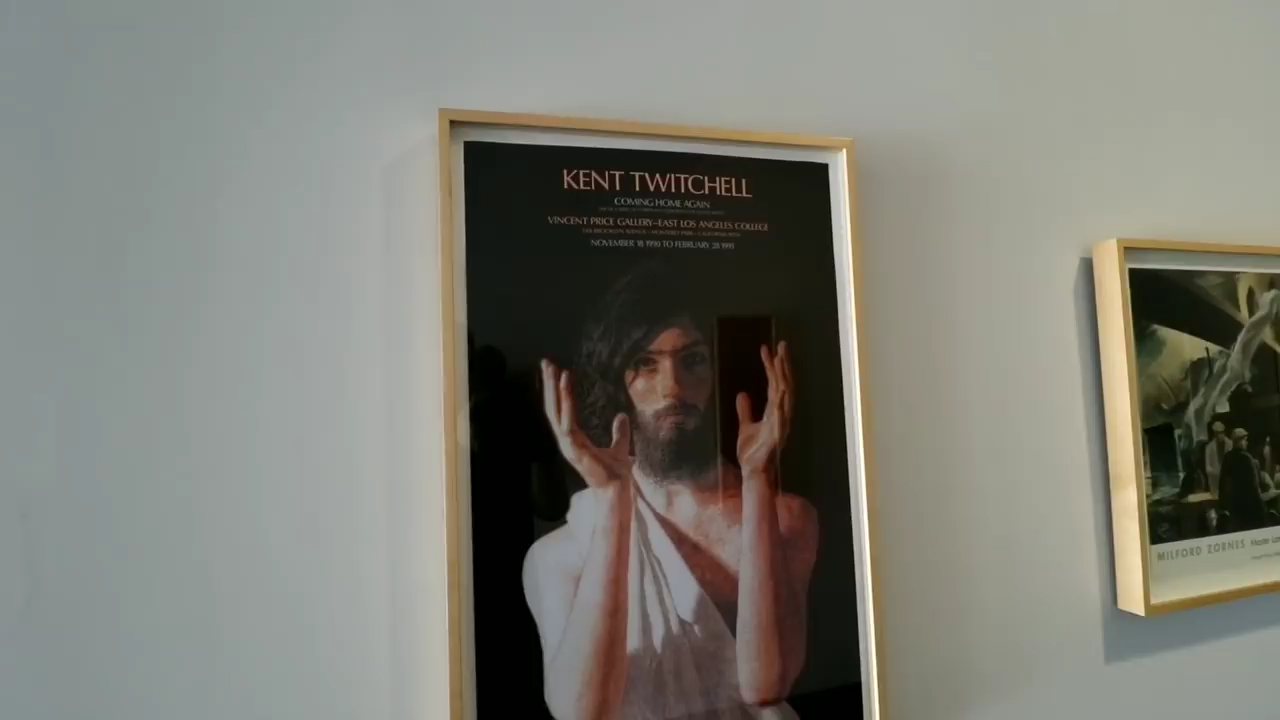 KENT TWITCHELL
COMING HOME AGAIN
VINCENT PRICE GALLERY-EAST LOS ANGELES COLLEGE
NOVEMBER 18 1990 TO FEBRUARY 28 1991
MILFORD ZORNES